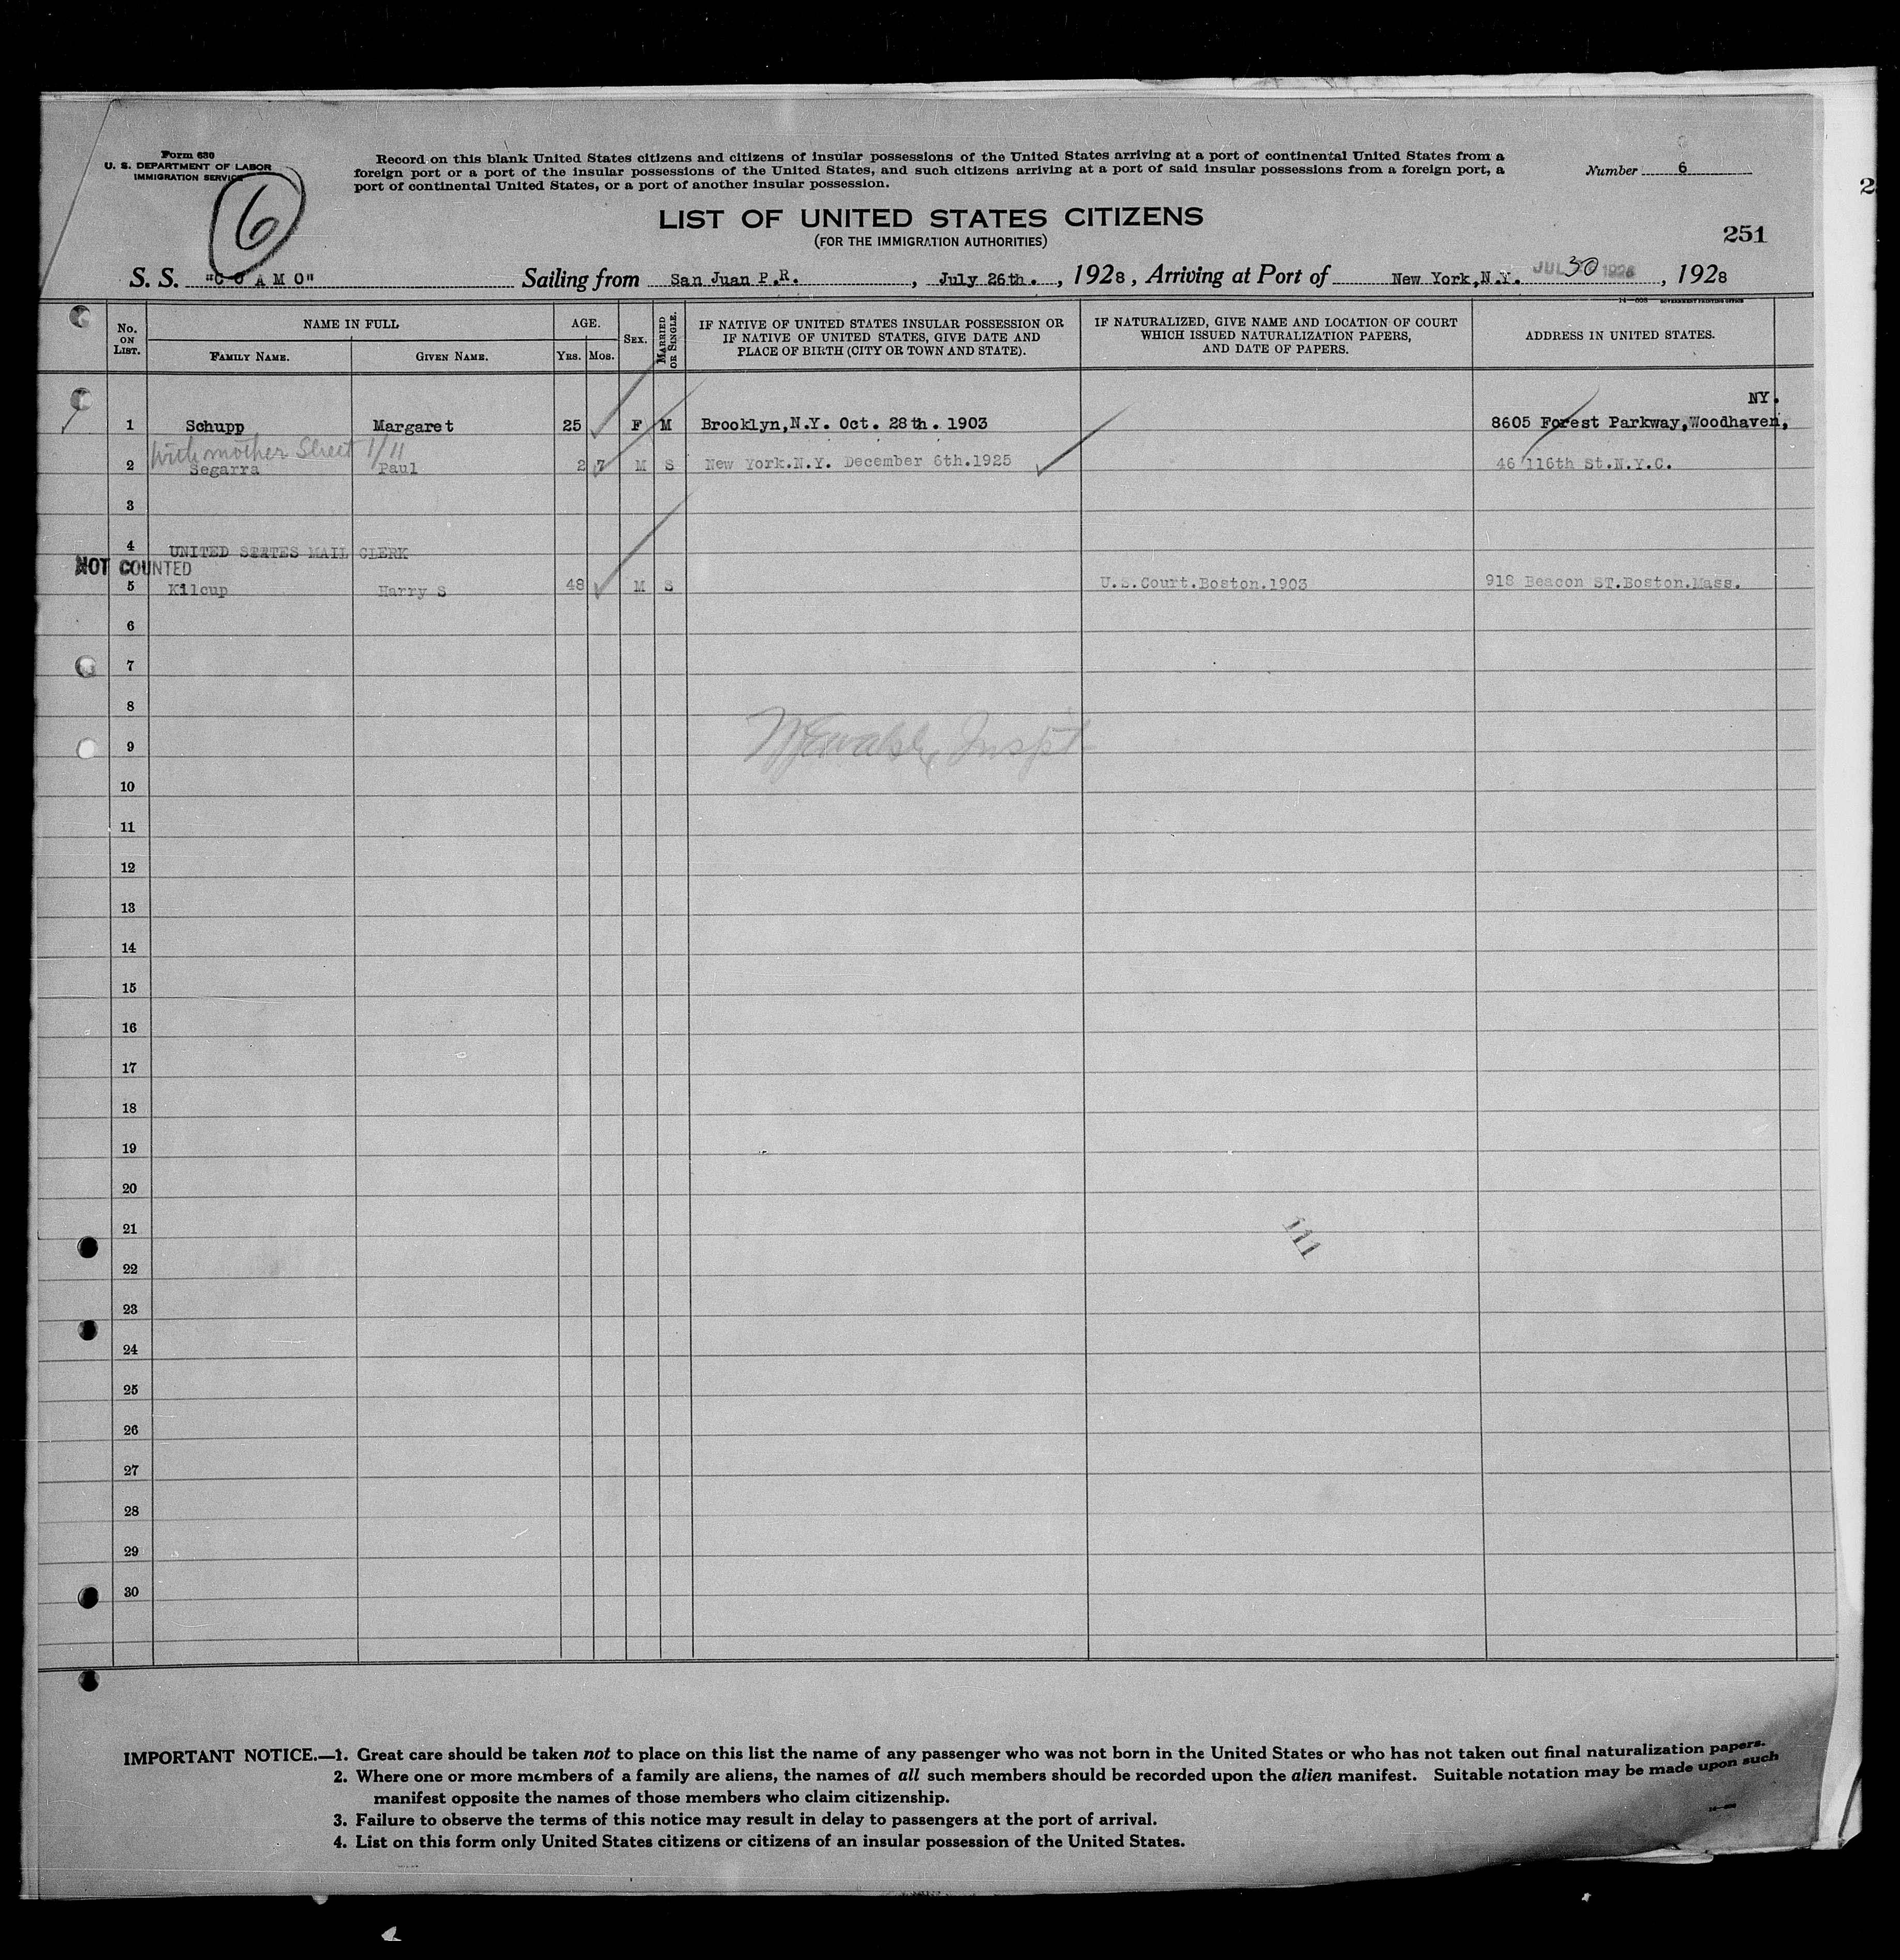 Form 630
U. S. DEPARTMENT OF LABOR
IMMIGRATION SERVICE
6
Record on this blank United States citizens and citizens of insular possessions of the United States arriving at a port of continental United States from a
foreign port or a port of the insular possessions of the United States, and such citizens arriving at a port of said insular possessions from a foreign port, a
port of continental United States, or a port of another insular possession.
Number 6
LIST OF UNITED STATES CITIZENS
(FOR THE IMMIGRATION AUTHORITIES)
251
S. S. "C O A M O" Sailing from San Juan P.R. , July 26th. , 1928, Arriving at Port of New York,N.Y. JUL 30 1928 , 1928
14—608 GOVERNMENT PRINTING OFFICE
No. ON LIST. NAME IN FULL AGE. SEX. MARRIED OR SINGLE. IF NATIVE OF UNITED STATES INSULAR POSSESSION OR IF NATIVE OF UNITED STATES, GIVE DATE AND PLACE OF BIRTH (CITY OR TOWN AND STATE). IF NATURALIZED, GIVE NAME AND LOCATION OF COURT WHICH ISSUED NATURALIZATION PAPERS, AND DATE OF PAPERS. ADDRESS IN UNITED STATES.
FAMILY NAME. GIVEN NAME. YRS. MOS.
NY.
1 Schupp Margaret 25 F M Brooklyn,N.Y. Oct. 28th. 1903 8605 Forest Parkway,Woodhaven,
with mother Sheet 1/11
2 Segarra Paul 2 7 M S New York.N.Y. December 6th.1925 46 116th St.N.Y.C.
3
4 UNITED STATES MAIL CLERK
NOT COUNTED
5 Kilcup Harry S 48 M S U.S.Court.Boston.1903 918 Beacon ST.Boston.Mass.
6
7
8
9
10
11
12
13
14
15
16
17
18
19
20
21
111
22
23
24
25
26
27
28
29
30
IMPORTANT NOTICE.—1. Great care should be taken not to place on this list the name of any passenger who was not born in the United States or who has not taken out final naturalization papers.
2. Where one or more members of a family are aliens, the names of all such members should be recorded upon the alien manifest. Suitable notation may be made upon such
manifest opposite the names of those members who claim citizenship.
3. Failure to observe the terms of this notice may result in delay to passengers at the port of arrival.
4. List on this form only United States citizens or citizens of an insular possession of the United States.